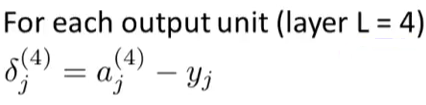 For each output unit (layer L = 4)
δ_j^(4) = a_j^(4) − y_j